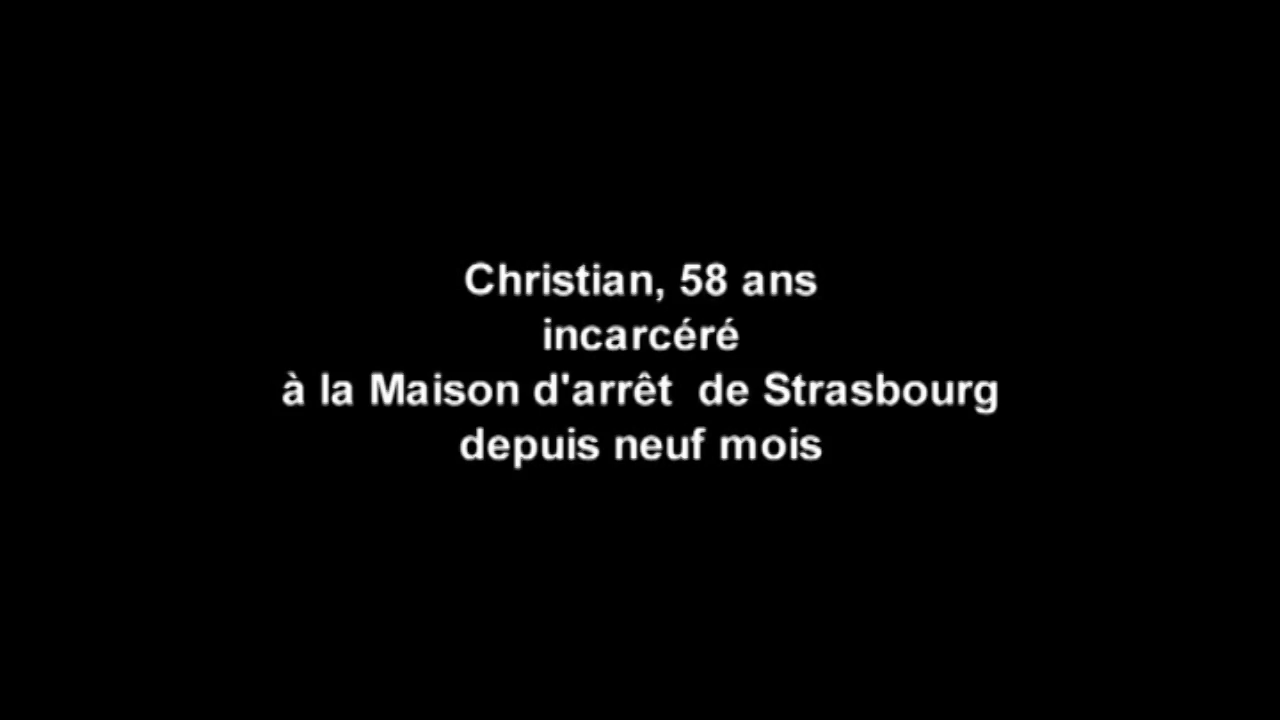 Christian, 58 ans
incarcéré
à la Maison d'arrêt  de Strasbourg
depuis neuf mois